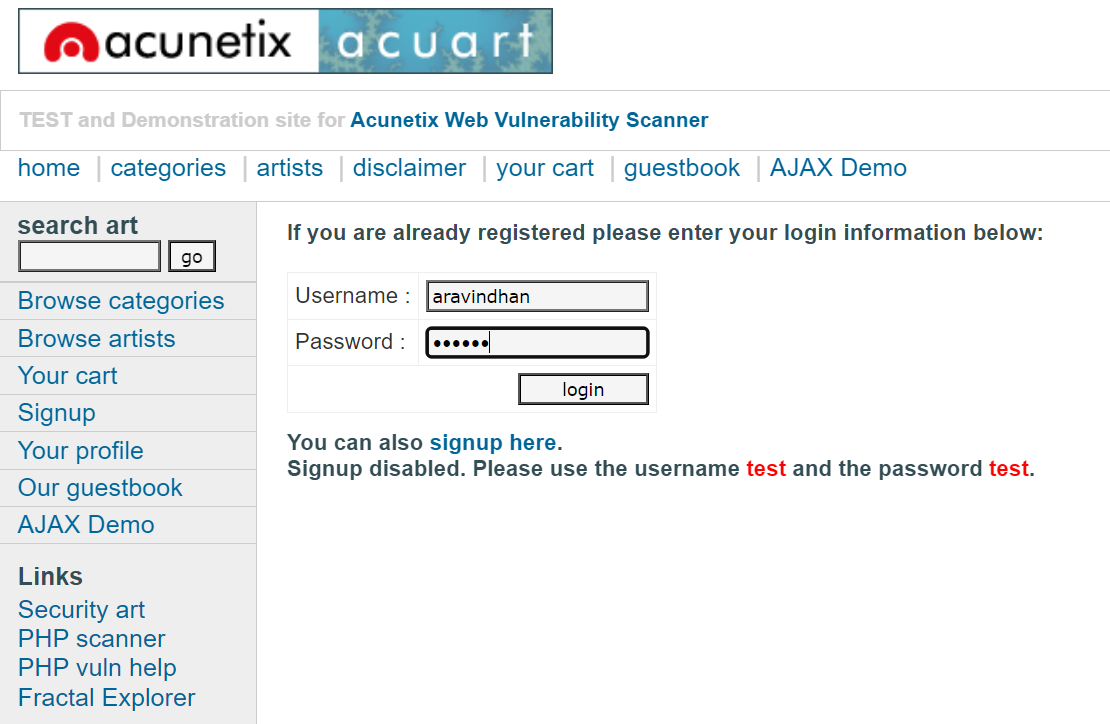 acunetix acuart
TEST and Demonstration site for Acunetix Web Vulnerability Scanner
home | categories | artists | disclaimer | your cart | guestbook | AJAX Demo
search art
go
Browse categories
Browse artists
Your cart
Signup
Your profile
Our guestbook
AJAX Demo
Links
Security art
PHP scanner
PHP vuln help
Fractal Explorer
If you are already registered please enter your login information below:
Username : aravindhan
Password : ••••••
login
You can also signup here.
Signup disabled. Please use the username test and the password test.